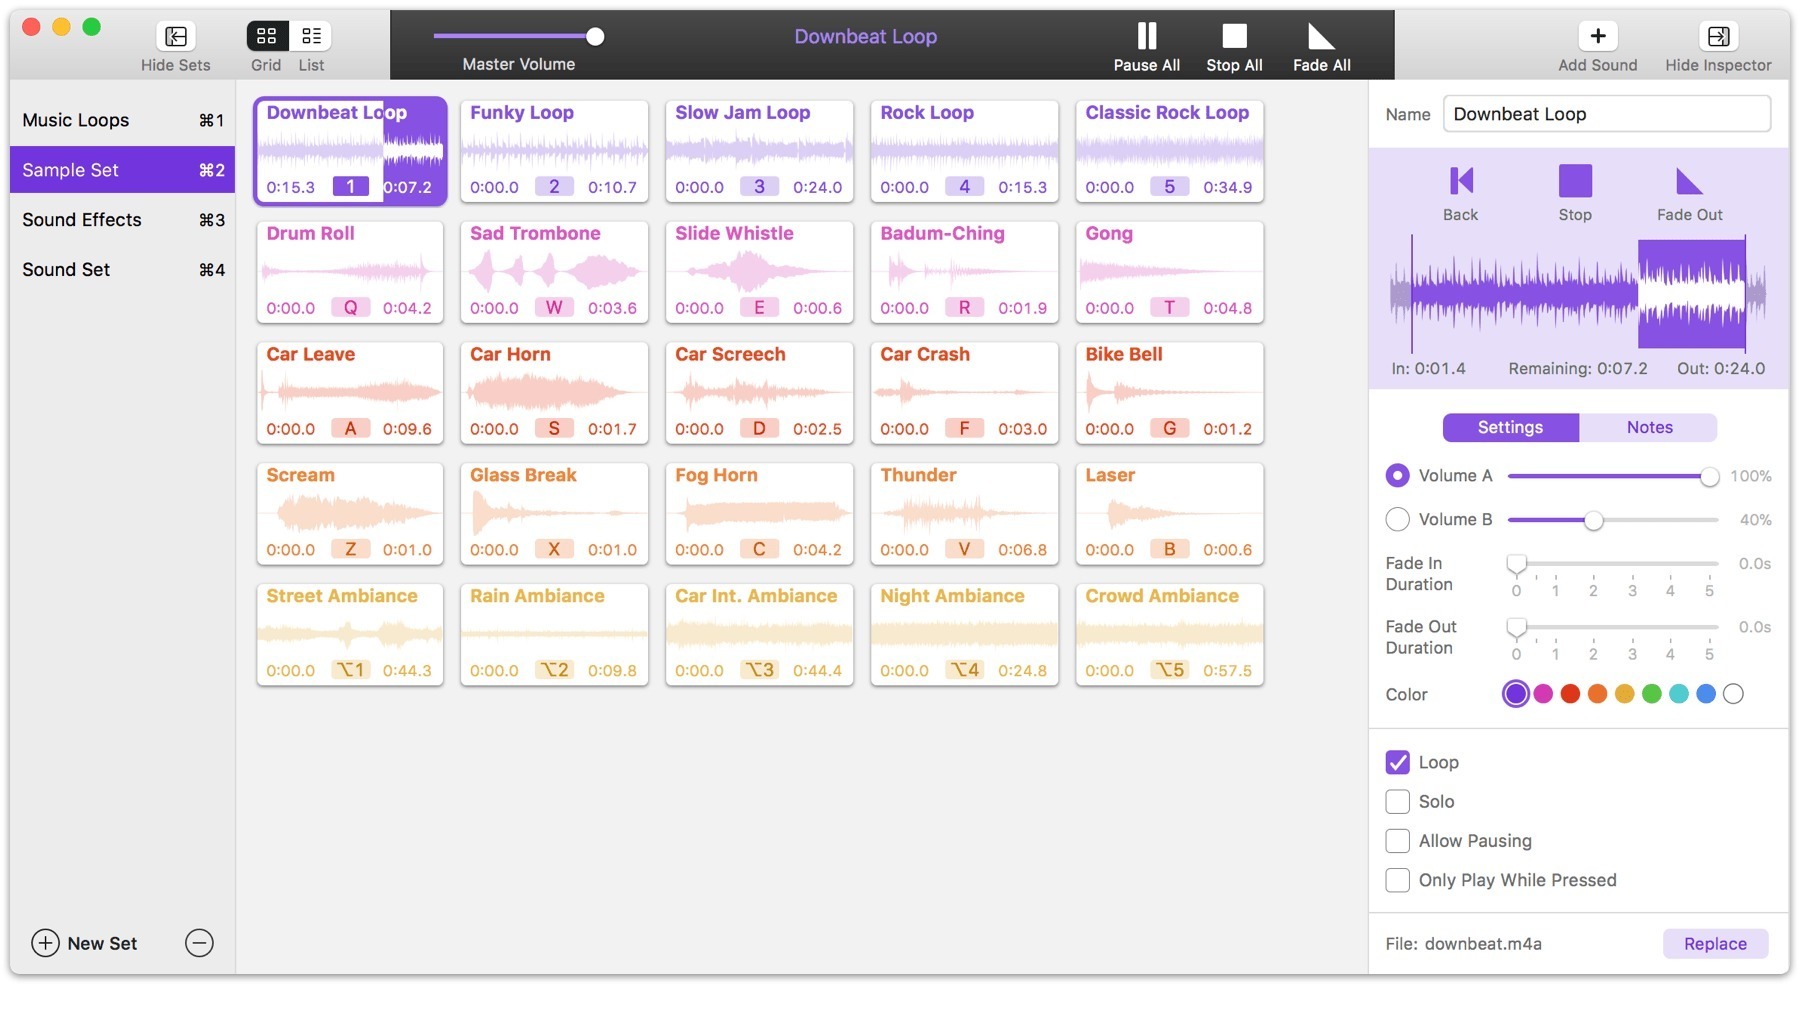 Hide Sets
Grid
List
Master Volume
Downbeat Loop
Pause All
Stop All
Fade All
Add Sound
Hide Inspector
Music Loops ⌘1
Sample Set ⌘2
Sound Effects ⌘3
Sound Set ⌘4
New Set
Downbeat Loop
0:15.3 1 0:07.2
Funky Loop
0:00.0 2 0:10.7
Slow Jam Loop
0:00.0 3 0:24.0
Rock Loop
0:00.0 4 0:15.3
Classic Rock Loop
0:00.0 5 0:34.9
Drum Roll
0:00.0 Q 0:04.2
Sad Trombone
0:00.0 W 0:03.6
Slide Whistle
0:00.0 E 0:00.6
Badum-Ching
0:00.0 R 0:01.9
Gong
0:00.0 T 0:04.8
Car Leave
0:00.0 A 0:09.6
Car Horn
0:00.0 S 0:01.7
Car Screech
0:00.0 D 0:02.5
Car Crash
0:00.0 F 0:03.0
Bike Bell
0:00.0 G 0:01.2
Scream
0:00.0 Z 0:01.0
Glass Break
0:00.0 X 0:01.0
Fog Horn
0:00.0 C 0:04.2
Thunder
0:00.0 V 0:06.8
Laser
0:00.0 B 0:00.6
Street Ambiance
0:00.0 ⌥1 0:44.3
Rain Ambiance
0:00.0 ⌥2 0:09.8
Car Int. Ambiance
0:00.0 ⌥3 0:44.4
Night Ambiance
0:00.0 ⌥4 0:24.8
Crowd Ambiance
0:00.0 ⌥5 0:57.5
Name Downbeat Loop
Back
Stop
Fade Out
In: 0:01.4 Remaining: 0:07.2 Out: 0:24.0
Settings
Notes
Volume A 100%
Volume B 40%
Fade In
Duration
0.0s
0 1 2 3 4 5
Fade Out
Duration
0.0s
0 1 2 3 4 5
Color
Loop
Solo
Allow Pausing
Only Play While Pressed
File: downbeat.m4a
Replace